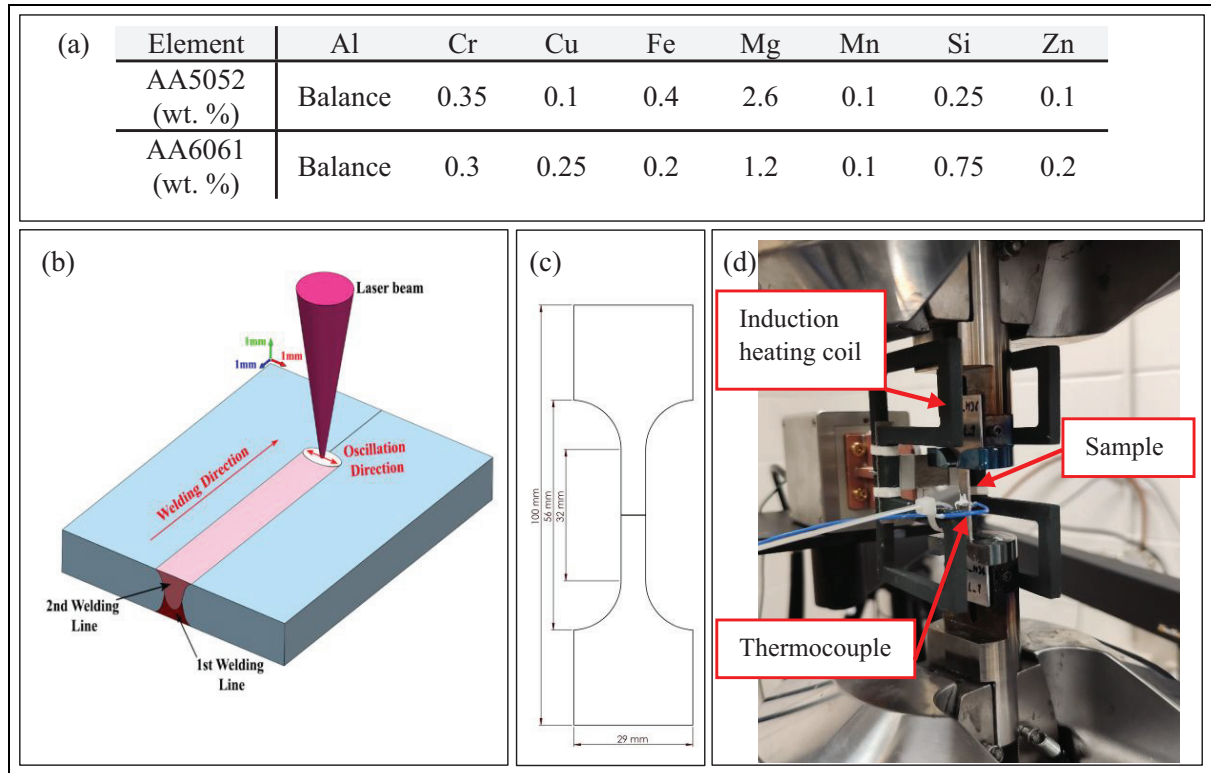 (a)
Element Al Cr Cu Fe Mg Mn Si Zn
AA5052
(wt. %)
Balance 0.35 0.1 0.4 2.6 0.1 0.25 0.1
AA6061
(wt. %)
Balance 0.3 0.25 0.2 1.2 0.1 0.75 0.2
(b)
Laser beam
1mm
1mm
1mm
Oscillation
Direction
Welding Direction
2nd Welding
Line
1st Welding
Line
(c)
100 mm
56 mm
32 mm
29 mm
(d)
Induction
heating coil
Sample
Thermocouple